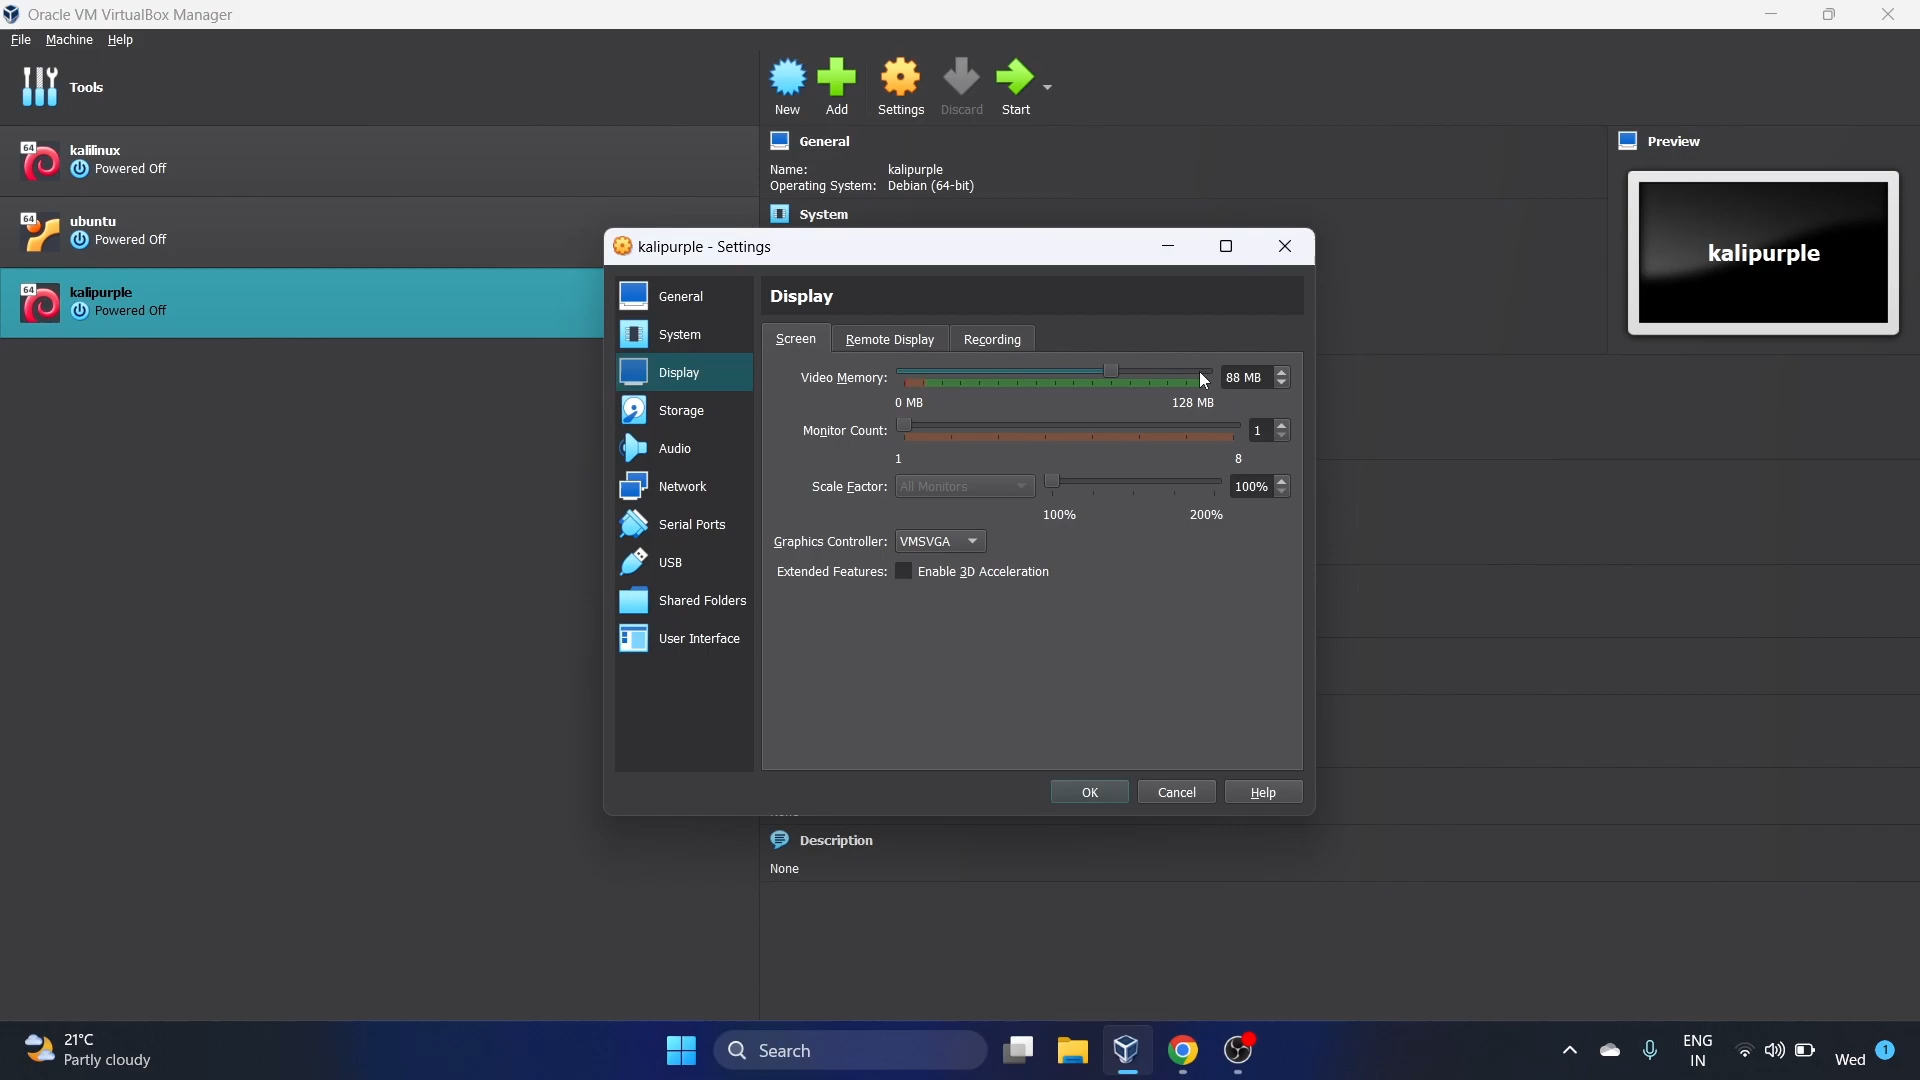 Oracle VM VirtualBox Manager
File Machine Help
Tools
New Add Settings Discard Start
64 kalilinux
Powered Off
64 ubuntu
Powered Off
64 kalipurple
Powered Off
General
Name: kalipurple
Operating System: Debian (64-bit)
System
Preview
kalipurple
kalipurple - Settings
General
System
Display
Storage
Audio
Network
Serial Ports
USB
Shared Folders
User Interface
Display
Screen Remote Display Recording
Video Memory: 88 MB
0 MB 128 MB
Monitor Count: 1
1 8
Scale Factor: All Monitors 100%
100% 200%
Graphics Controller: VMSVGA
Extended Features: Enable 3D Acceleration
OK Cancel Help
Description
None
21°C
Partly cloudy
Search
ENG
IN
Wed 1